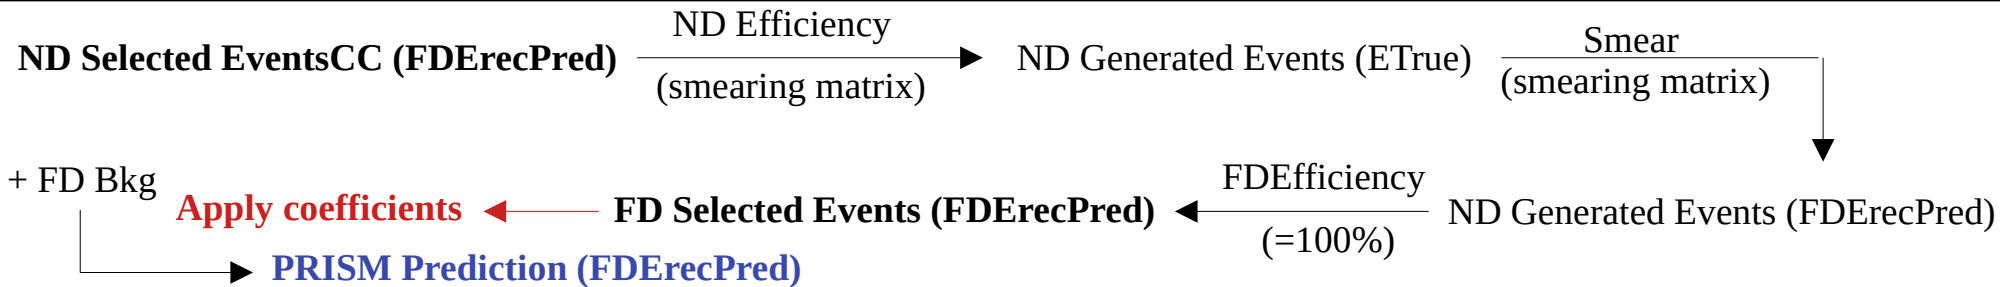 ND Selected EventsCC (FDErecPred)
ND Efficiency
(smearing matrix)
ND Generated Events (ETrue)
Smear
(smearing matrix)
ND Generated Events (FDErecPred)
FDEfficiency
(=100%)
FD Selected Events (FDErecPred)
Apply coefficients
+ FD Bkg
PRISM Prediction (FDErecPred)